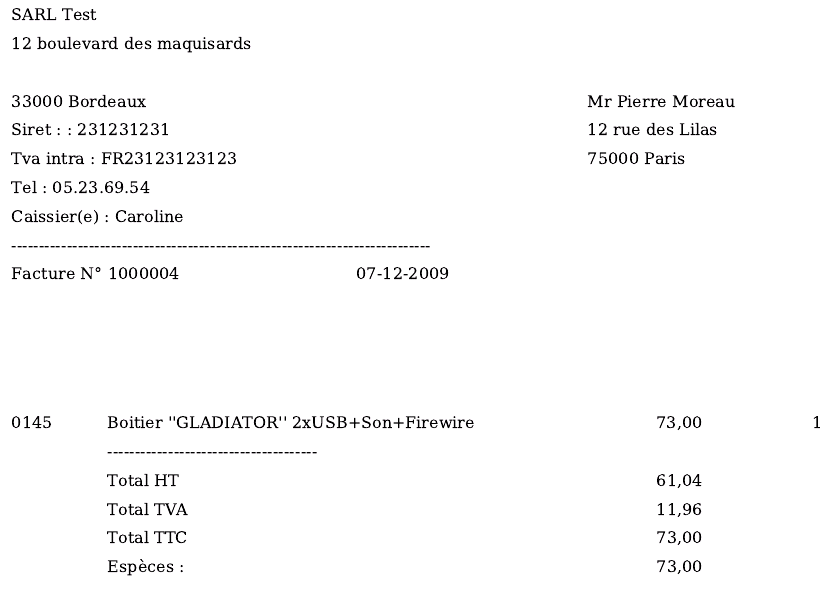 SARL Test
12 boulevard des maquisards
33000 Bordeaux Mr Pierre Moreau
Siret : : 231231231 12 rue des Lilas
Tva intra : FR23123123123 75000 Paris
Tel : 05.23.69.54
Caissier(e) : Caroline
------------------------------------------------------------------------------
Facture N° 1000004 07-12-2009
0145 Boitier ''GLADIATOR'' 2xUSB+Son+Firewire 73,00 1
---------------------------------------
Total HT 61,04
Total TVA 11,96
Total TTC 73,00
Espèces : 73,00